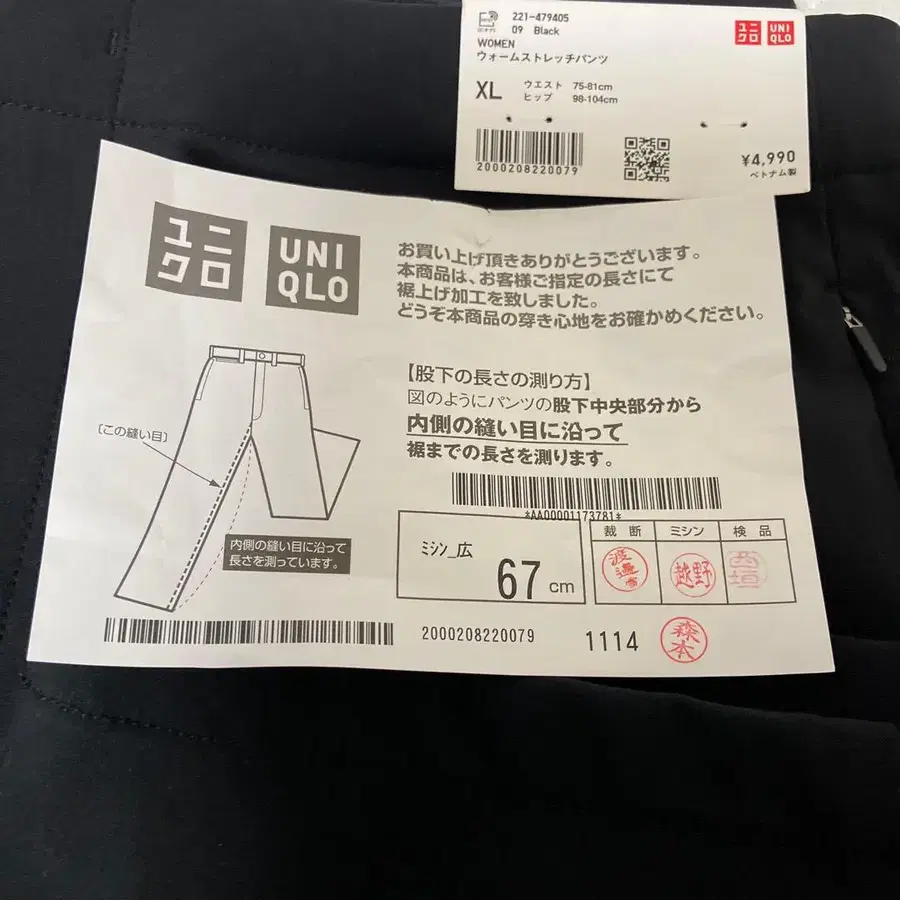 221-479405
09 Black
WOMEN
ウォームストレッチパンツ
XL ウエスト 75-81cm
ヒップ 98-104cm
2000208220079
¥4,990
ベトナム製
ユニクロ
UNIQLO
ユニクロ
UNIQLO
お買い上げ頂きありがとうございます。
本商品は、お客様ご指定の長さにて
裾上げ加工を致しました。
どうぞ本商品の穿き心地をお確かめください。
【股下の長さの測り方】
図のようにパンツの股下中央部分から
内側の縫い目に沿って
裾までの長さを測ります。
〔この縫い目〕
内側の縫い目に沿って
長さを測っています。
*AA00001173781*
ミシン_広
67 cm
裁断 ミシン 検品
渡邉 越野 西垣
2000208220079
1114
森本